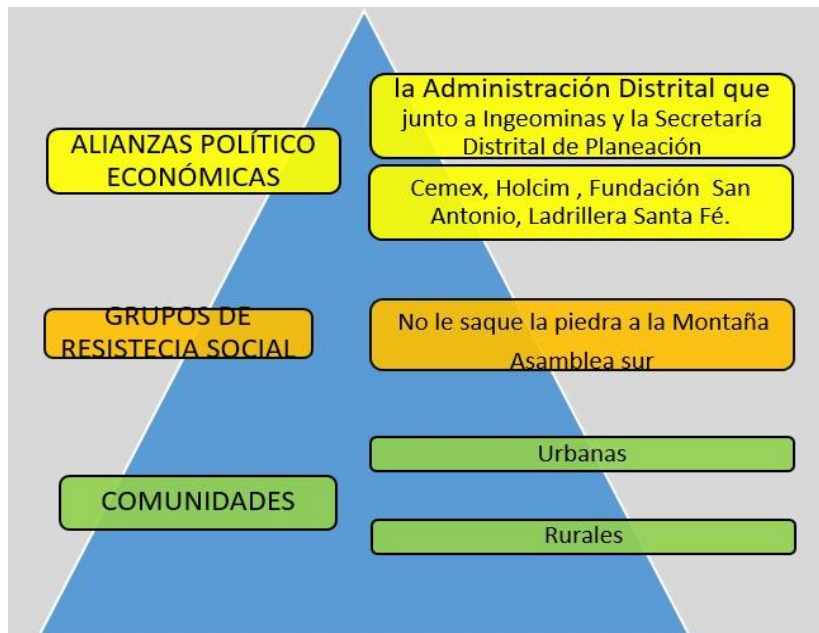 ALIANZAS POLÍTICO
ECONÓMICAS
la Administración Distrital que
junto a Ingeominas y la Secretaría
Distrital de Planeación
Cemex, Holcim , Fundación San
Antonio, Ladrillera Santa Fé.
GRUPOS DE
RESISTECIA SOCIAL
No le saque la piedra a la Montaña
Asamblea sur
COMUNIDADES
Urbanas
Rurales